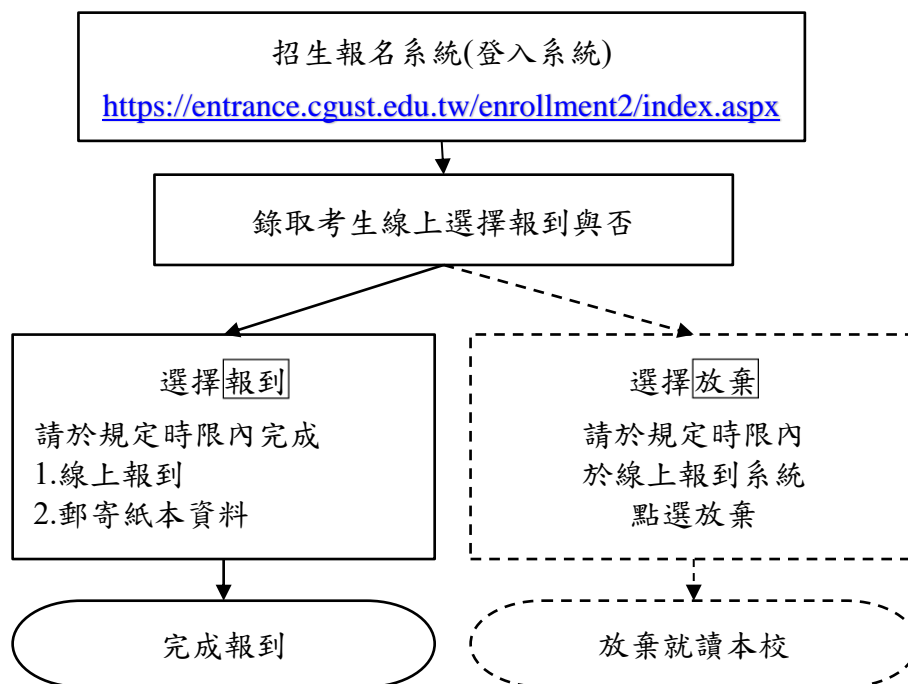 招生報名系統(登入系統)
https://entrance.cgust.edu.tw/enrollment2/index.aspx
錄取考生線上選擇報到與否
選擇報到
請於規定時限內完成
1.線上報到
2.郵寄紙本資料
選擇放棄
請於規定時限內
於線上報到系統
點選放棄
完成報到
放棄就讀本校